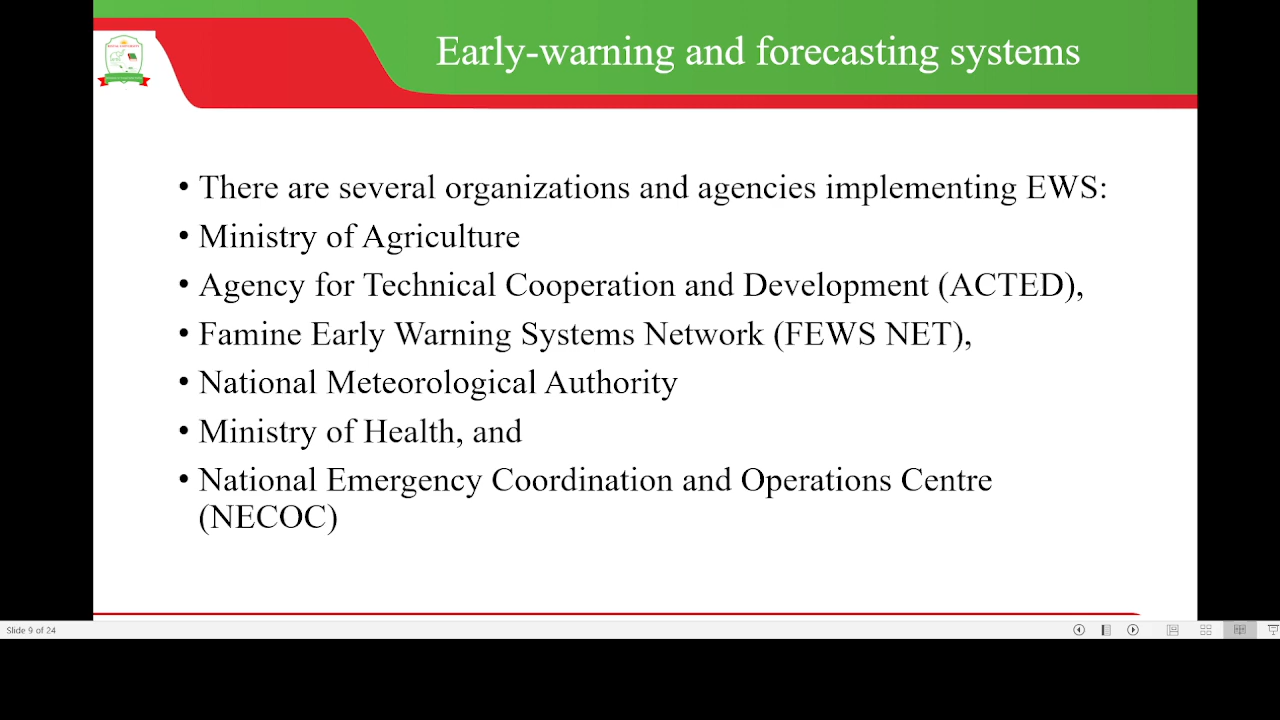 Early-warning and forecasting systems
• There are several organizations and agencies implementing EWS:
• Ministry of Agriculture
• Agency for Technical Cooperation and Development (ACTED),
• Famine Early Warning Systems Network (FEWS NET),
• National Meteorological Authority
• Ministry of Health, and
• National Emergency Coordination and Operations Centre
(NECOC)
Slide 9 of 24